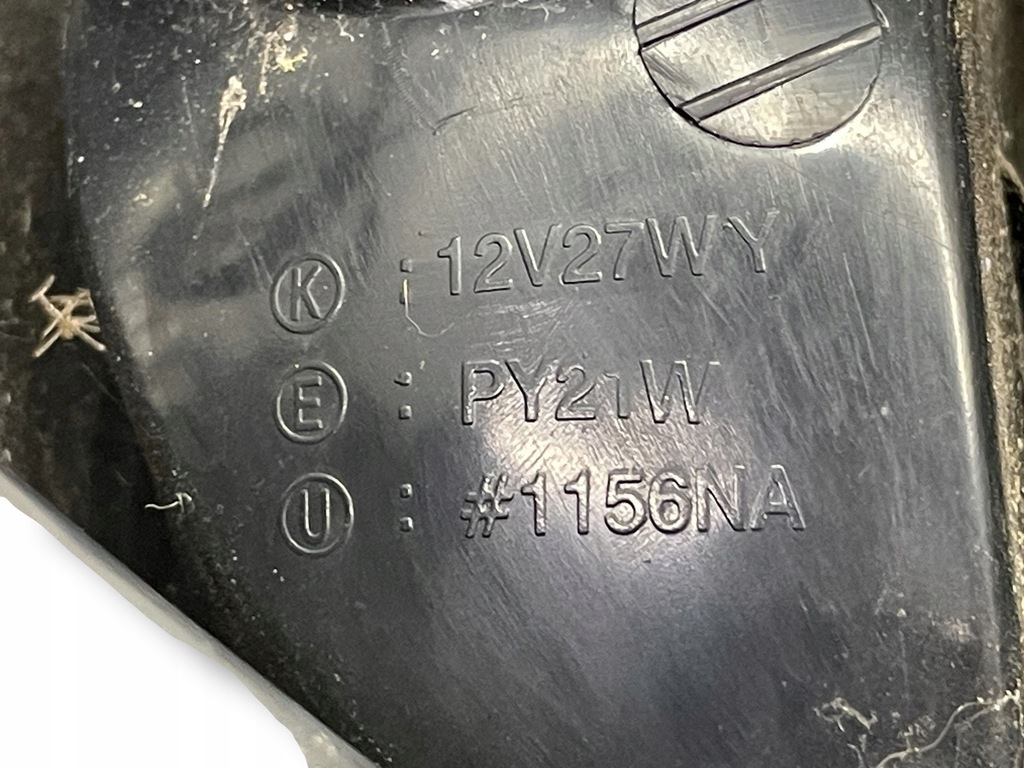 Ⓚ : 12V27WY
Ⓔ : PY21W
Ⓤ : #1156NA